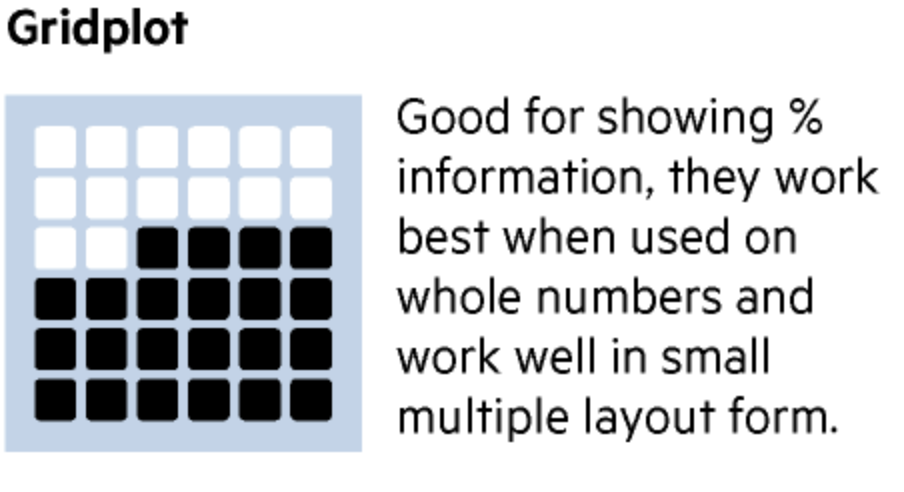 Gridplot
Good for showing %
information, they work
best when used on
whole numbers and
work well in small
multiple layout form.